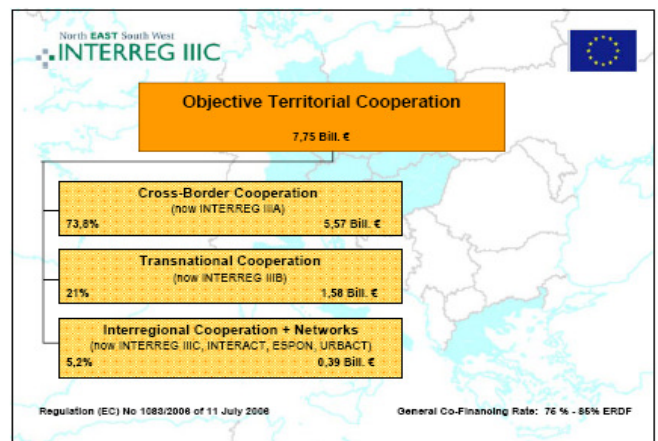 North EAST South West
INTERREG IIIC
Objective Territorial Cooperation
7,75 Bill. €
Cross-Border Cooperation
(now INTERREG IIIA)
73,8% 5,57 Bill. €
Transnational Cooperation
(now INTERREG IIIB)
21% 1,58 Bill. €
Interregional Cooperation + Networks
(now INTERREG IIIC, INTERACT, ESPON, URBACT)
5,2% 0,39 Bill. €
Regulation (EC) No 1083/2006 of 11 July 2006 General Co-Financing Rate: 75 % - 85% ERDF